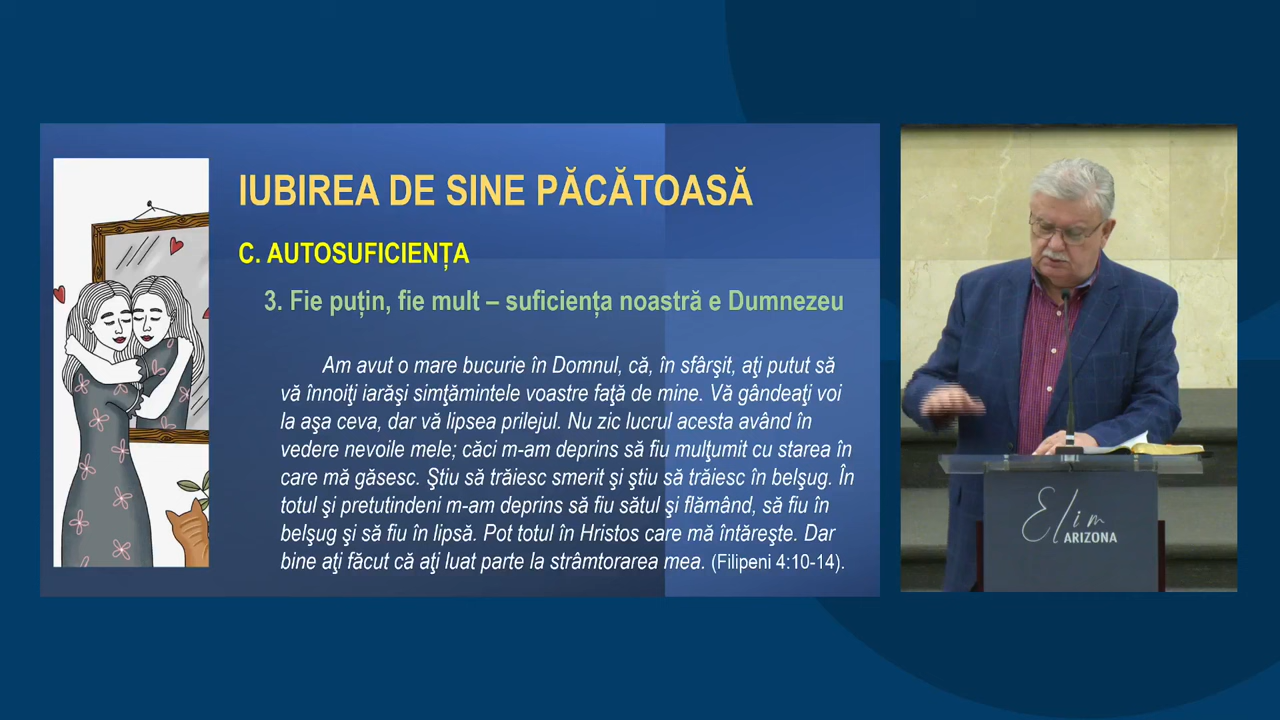 IUBIREA DE SINE PĂCĂTOASĂ
C. AUTOSUFICIENȚA
3. Fie puțin, fie mult – suficiența noastră e Dumnezeu
Am avut o mare bucurie în Domnul, că, în sfârşit, aţi putut să
vă înnoiţi iarăşi simţămintele voastre faţă de mine. Vă gândeaţi voi
la aşa ceva, dar vă lipsea prilejul. Nu zic lucrul acesta având în
vedere nevoile mele; căci m-am deprins să fiu mulţumit cu starea în
care mă găsesc. Ştiu să trăiesc smerit şi ştiu să trăiesc în belşug. În
totul şi pretutindeni m-am deprins să fiu sătul şi flămând, să fiu în
belşug şi să fiu în lipsă. Pot totul în Hristos care mă întăreşte. Dar
bine aţi făcut că aţi luat parte la strâmtorarea mea. (Filipeni 4:10-14).
Elim
ARIZONA